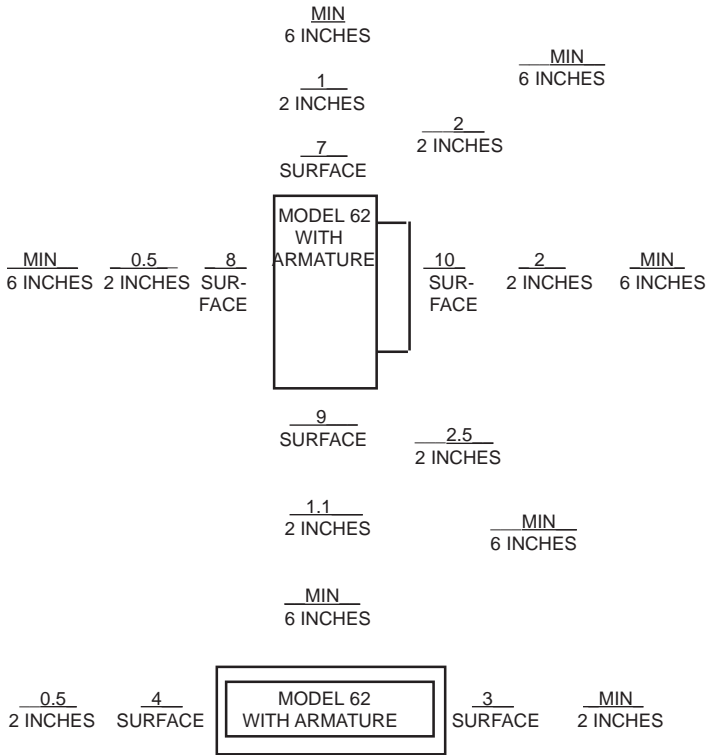 MIN
6 INCHES
MIN
6 INCHES
1
2 INCHES
2
2 INCHES
7
SURFACE
MODEL 62
WITH
ARMATURE
MIN
6 INCHES
0.5
2 INCHES
8
SUR-
FACE
10
SUR-
FACE
2
2 INCHES
MIN
6 INCHES
9
SURFACE
2.5
2 INCHES
1.1
2 INCHES
MIN
6 INCHES
MIN
6 INCHES
0.5
2 INCHES
4
SURFACE
MODEL 62
WITH ARMATURE
3
SURFACE
MIN
2 INCHES